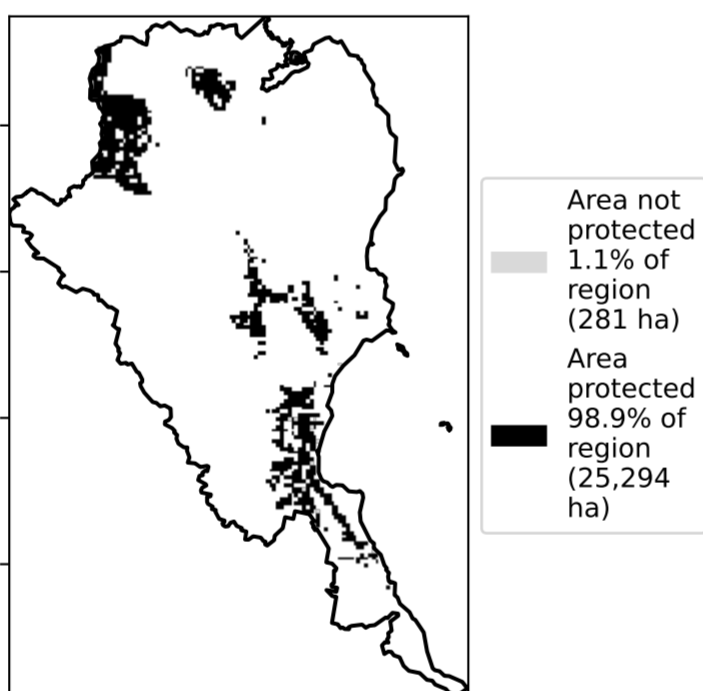 Area not
protected
1.1% of
region
(281 ha)
Area
protected
98.9% of
region
(25,294
ha)